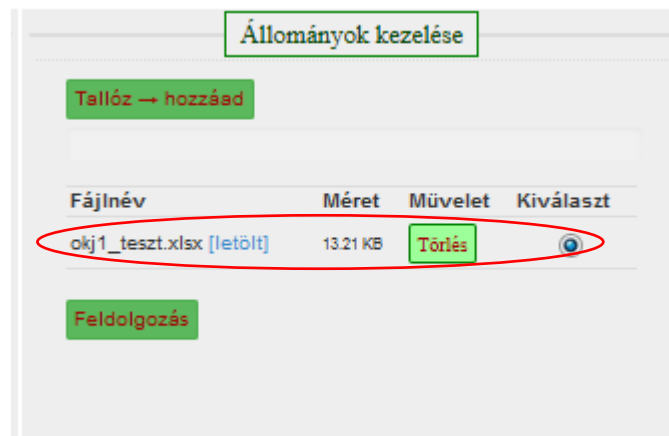 Állományok kezelése
Tallóz → hozzáad
Fájlnév Méret Müvelet Kiválaszt
okj1_teszt.xlsx [letölt] 13.21 KB Törlés
Feldolgozás